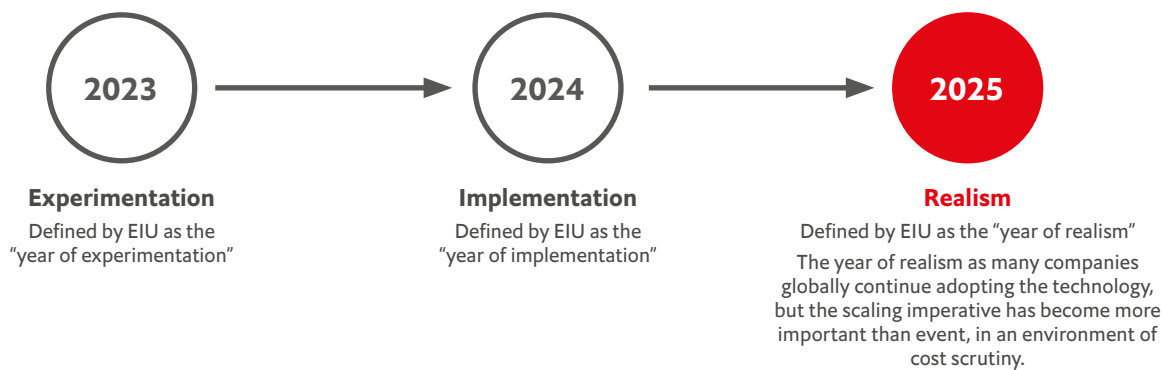 2023
Experimentation
Defined by EIU as the
“year of experimentation”
2024
Implementation
Defined by EIU as the
“year of implementation”
2025
Realism
Defined by EIU as the “year of realism”
The year of realism as many companies
globally continue adopting the technology,
but the scaling imperative has become more
important than event, in an environment of
cost scrutiny.